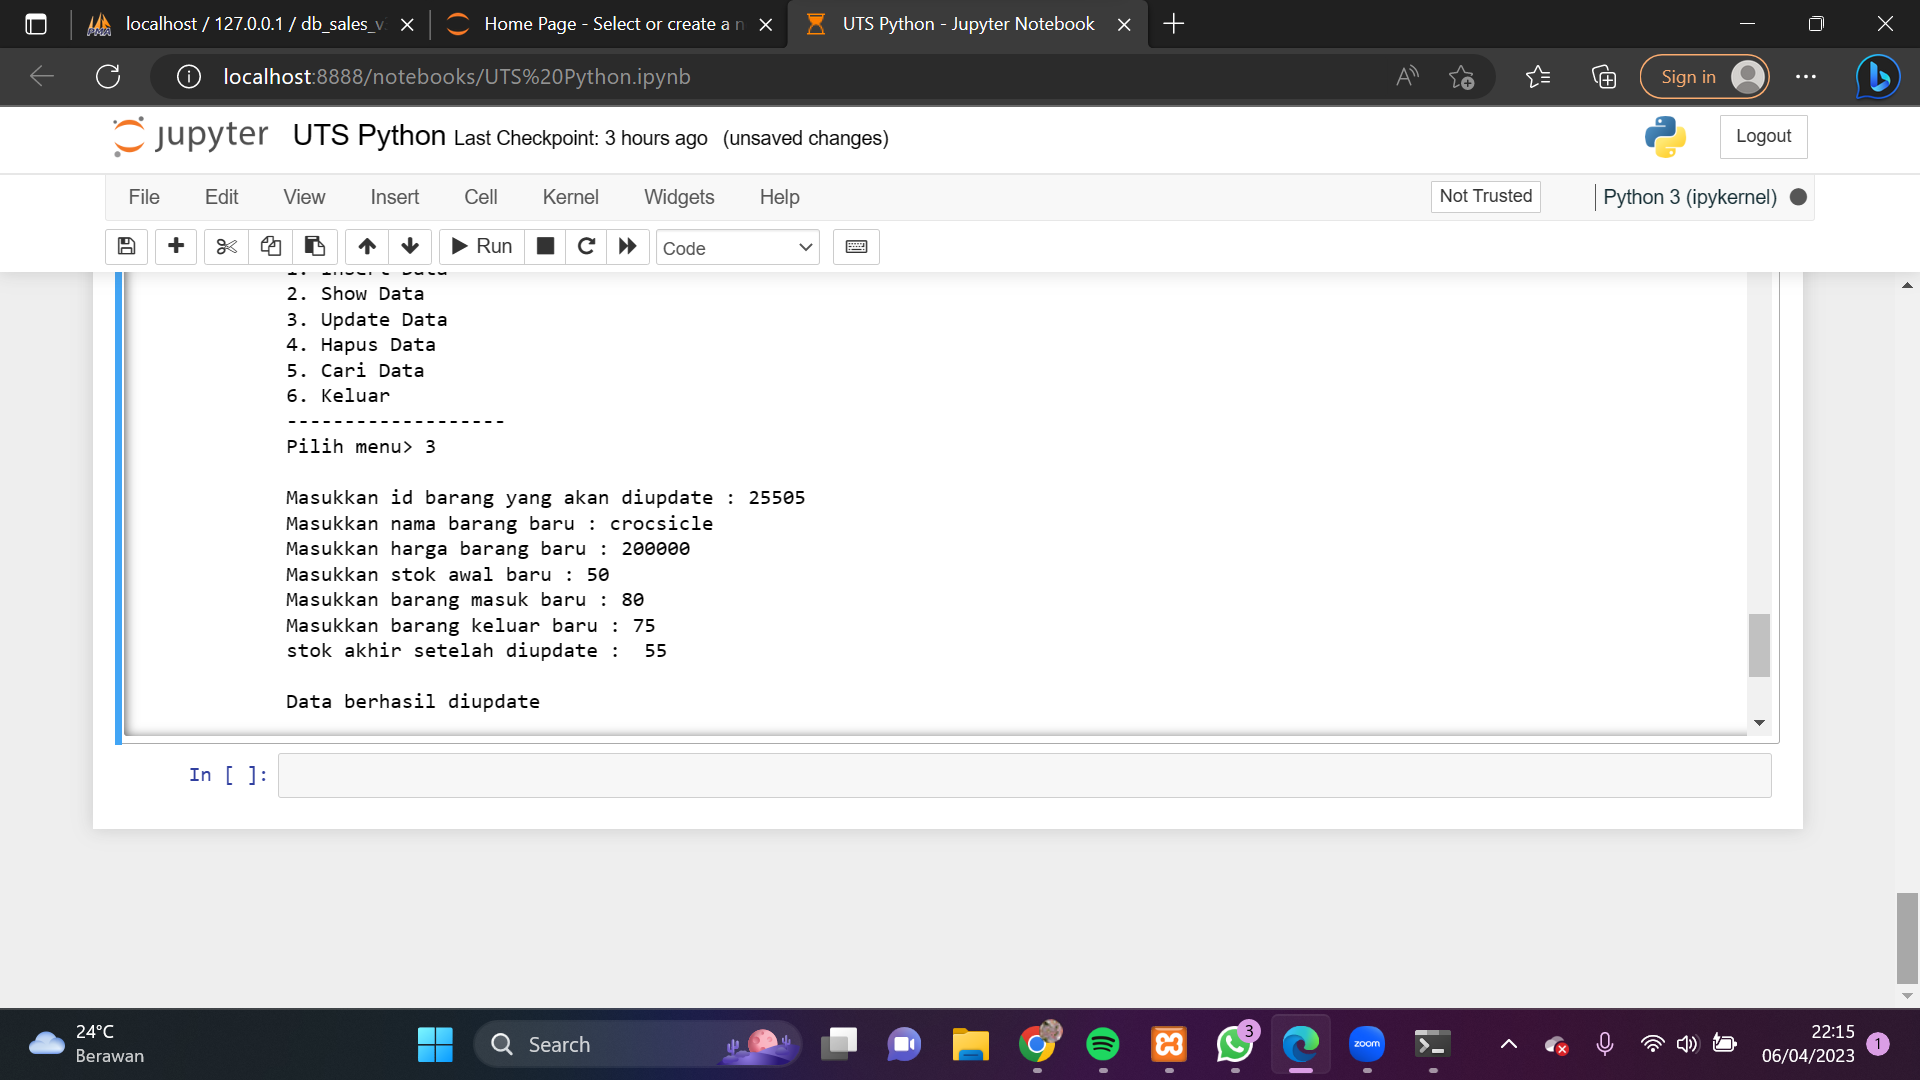 localhost / 127.0.0.1 / db_sales_v
Home Page - Select or create a n
UTS Python - Jupyter Notebook
localhost:8888/notebooks/UTS%20Python.ipynb
Sign in
jupyter UTS Python Last Checkpoint: 3 hours ago (unsaved changes)
Logout
File Edit View Insert Cell Kernel Widgets Help
Not Trusted
Python 3 (ipykernel)
Run
Code
1. Insert Data
2. Show Data
3. Update Data
4. Hapus Data
5. Cari Data
6. Keluar
-------------------
Pilih menu> 3
Masukkan id barang yang akan diupdate : 25505
Masukkan nama barang baru : crocsicle
Masukkan harga barang baru : 200000
Masukkan stok awal baru : 50
Masukkan barang masuk baru : 80
Masukkan barang keluar baru : 75
stok akhir setelah diupdate :  55
Data berhasil diupdate
In [ ]:
24°C
Berawan
Search
3
zoom
22:15
06/04/2023
1